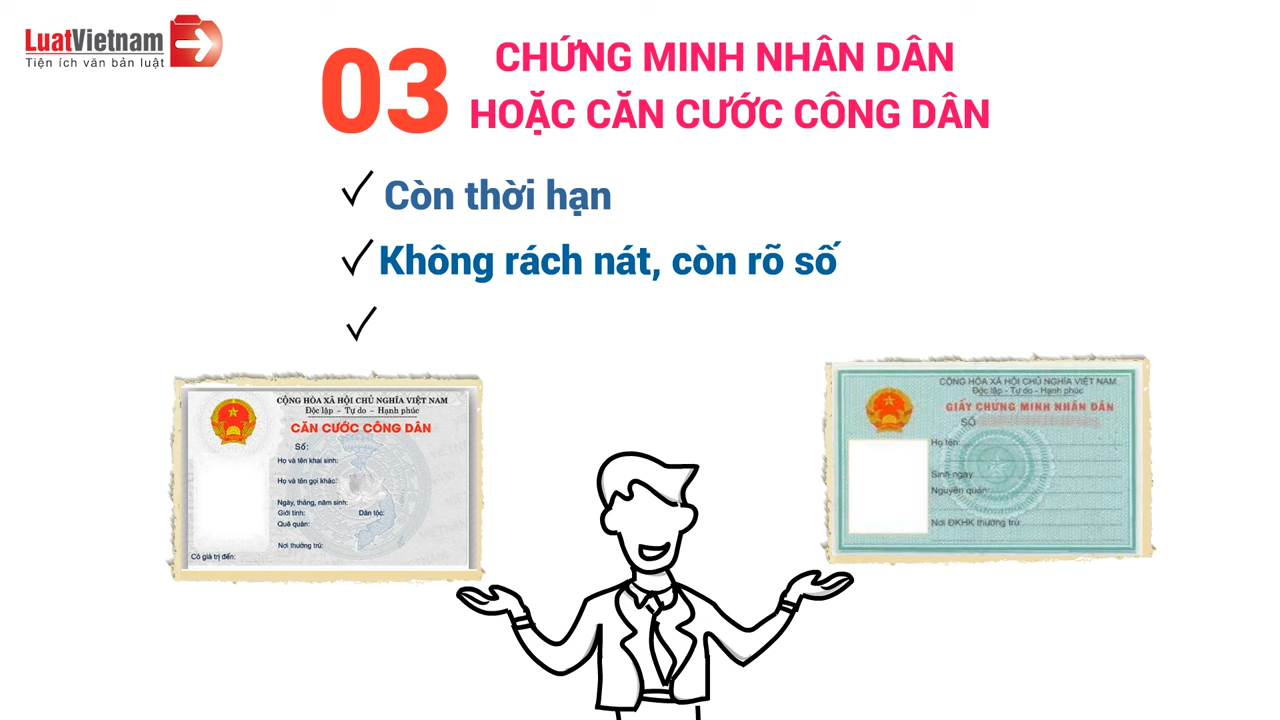 LuatVietnam
Tiện ích văn bản luật
03
CHỨNG MINH NHÂN DÂN
HOẶC CĂN CƯỚC CÔNG DÂN
Còn thời hạn
Không rách nát, còn rõ số
CỘNG HÒA XÃ HỘI CHỦ NGHĨA VIỆT NAM
Độc lập – Tự do – Hạnh phúc
CĂN CƯỚC CÔNG DÂN
Số:
Họ và tên khai sinh:
Họ và tên gọi khác:
Ngày, tháng, năm sinh:
Giới tính: Dân tộc:
Quê quán:
Nơi thường trú:
Có giá trị đến:
CỘNG HÒA XÃ HỘI CHỦ NGHĨA VIỆT NAM
Độc lập - Tự do - Hạnh phúc
GIẤY CHỨNG MINH NHÂN DÂN
SỐ
Họ tên:
Sinh ngày
Nguyên quán:
Nơi ĐKHK thường trú